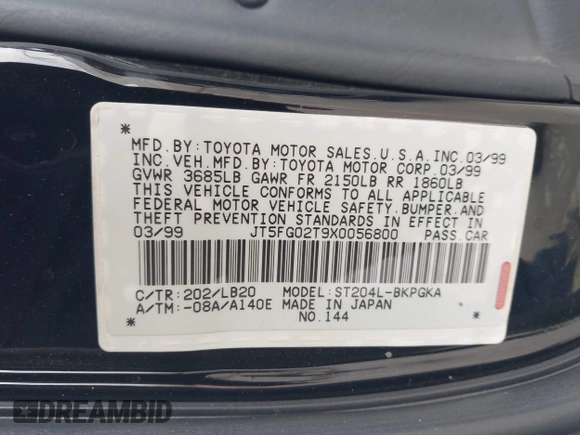 MFD.BY:TOYOTA MOTOR SALES,U.S.A.INC.03/99
INC.VEH.MFD.BY:TOYOTA MOTOR CORP.03/99
GVWR 3685LB GAWR FR 2150LB RR 1860LB
THIS VEHICLE CONFORMS TO ALL APPLICABLE
FEDERAL MOTOR VEHICLE SAFETY,BUMPER,AND
THEFT PREVENTION STANDARDS IN EFFECT ON
03/99 JT5FG02T9X0056800 PASS.CAR
C/TR:202/LB20 MODEL:ST204L-BKPGKA
A/TM:-08A/A140E MADE IN JAPAN
NO.144
DREAMBID